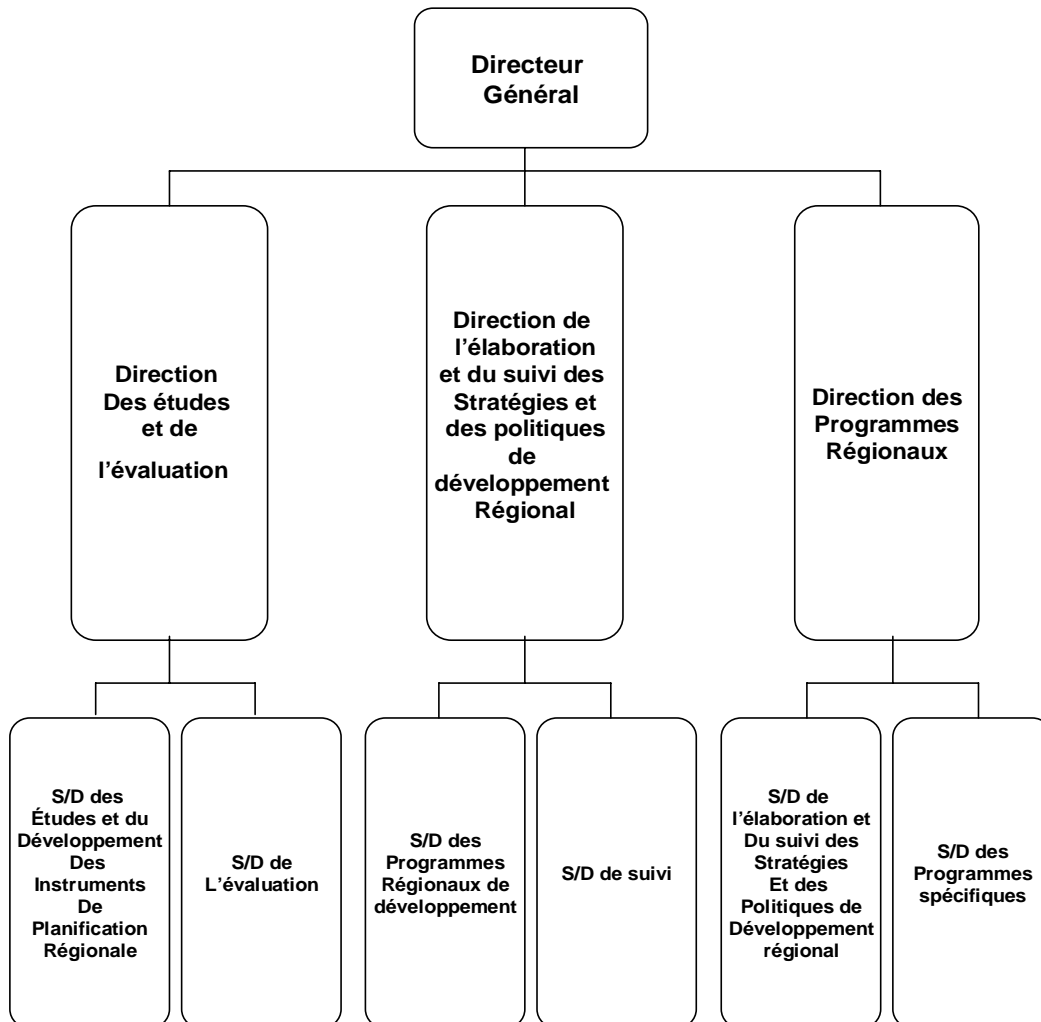 Directeur
Général
Direction
Des études
et de
l'évaluation
Direction de
l'élaboration
et du suivi des
Stratégies et
des politiques
de
développement
Régional
Direction des
Programmes
Régionaux
S/D des
Études et du
Développement
Des
Instruments
De
Planification
Régionale
S/D de
L'évaluation
S/D des
Programmes
Régionaux de
développement
S/D de suivi
S/D de
l'élaboration et
Du suivi des
Stratégies
Et des
Politiques de
Développement
régional
S/D des
Programmes
spécifiques